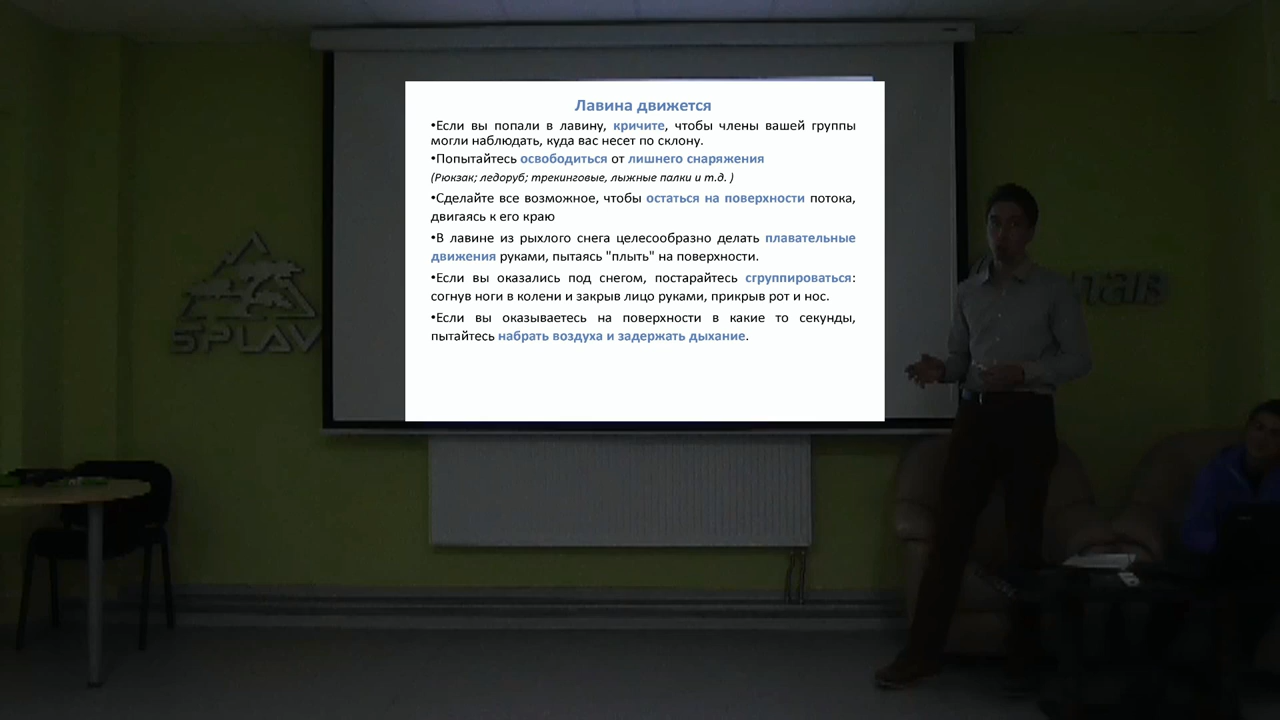 Лавина движется
•Если вы попали в лавину, кричите, чтобы члены вашей группы
могли наблюдать, куда вас несет по склону.
•Попытайтесь освободиться от лишнего снаряжения
(Рюкзак; ледоруб; трекинговые, лыжные палки и т.д. )
•Сделайте все возможное, чтобы остаться на поверхности потока,
двигаясь к его краю
•В лавине из рыхлого снега целесообразно делать плавательные
движения руками, пытаясь "плыть" на поверхности.
•Если вы оказались под снегом, постарайтесь сгруппироваться:
согнув ноги в колени и закрыв лицо руками, прикрыв рот и нос.
•Если вы оказываетесь на поверхности в какие то секунды,
пытайтесь набрать воздуха и задержать дыхание.
SPLAV